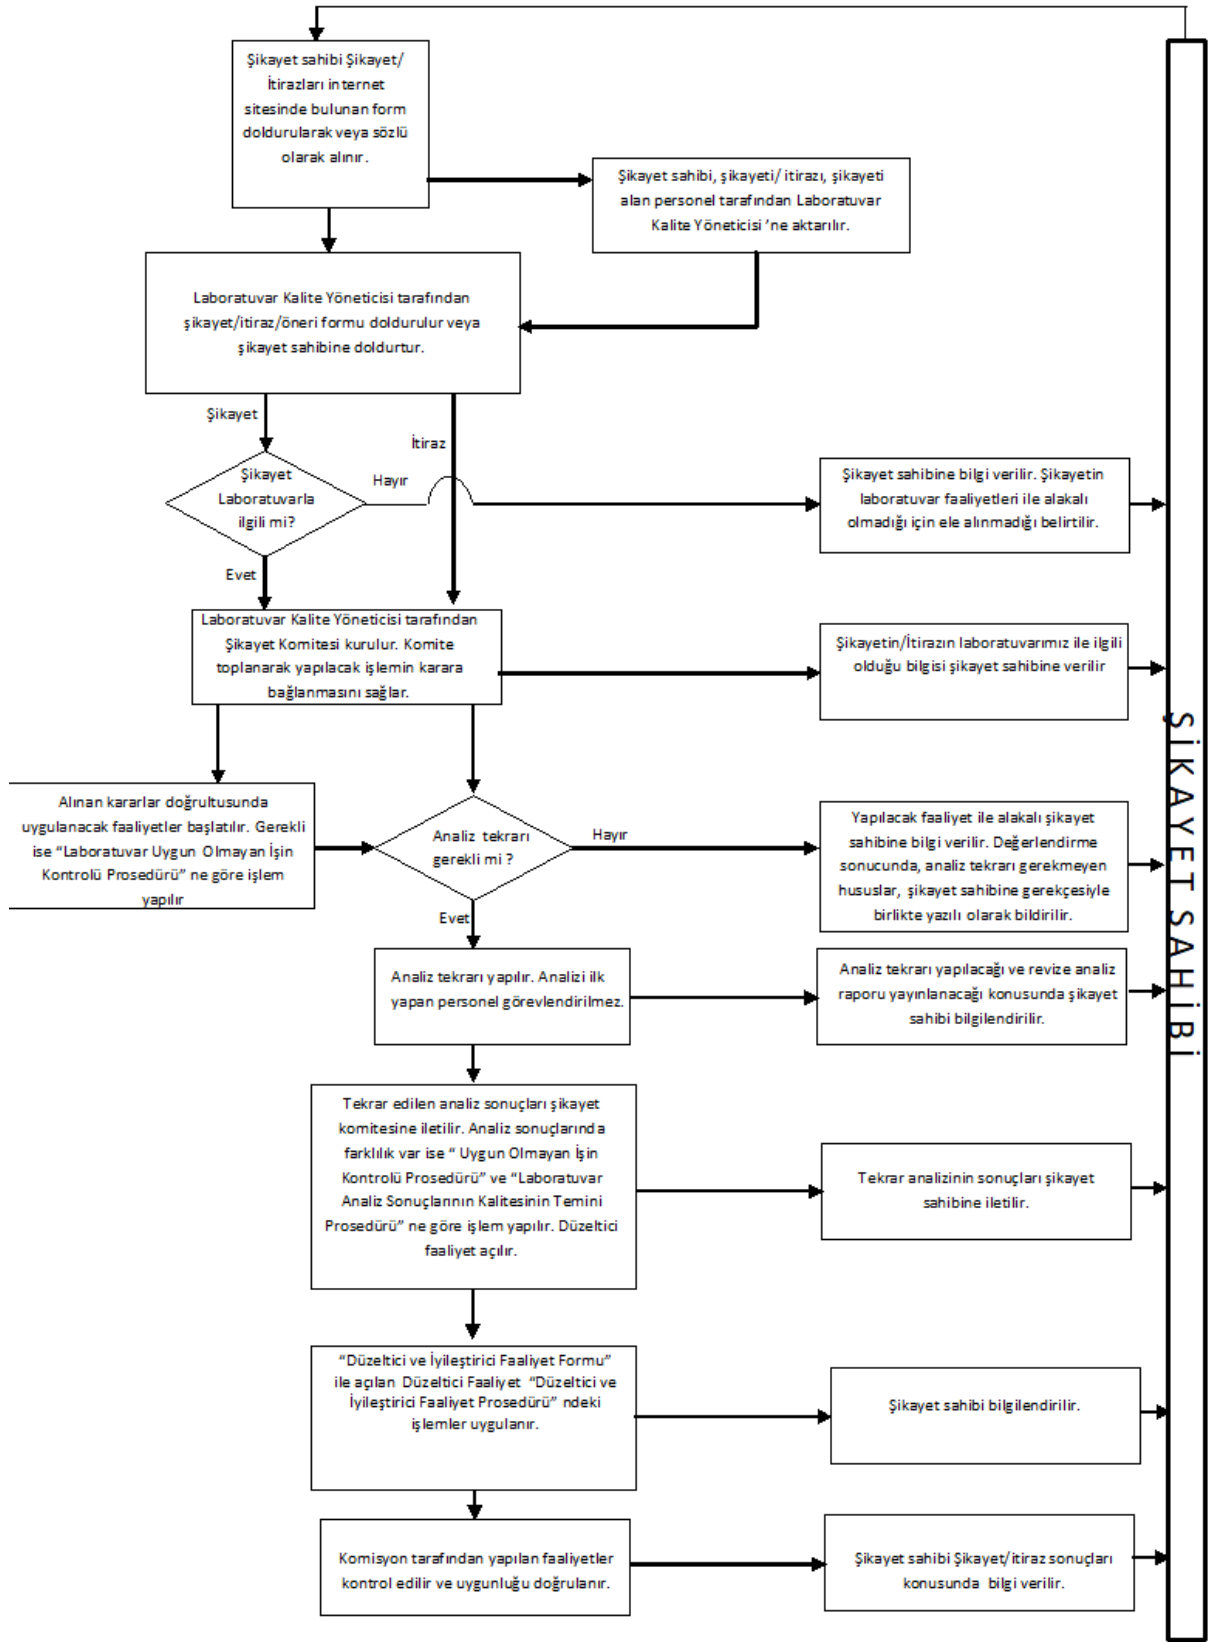 Şikayet sahibi Şikayet/
İtirazları internet
sitesinde bulunan form
doldurularak veya sözlü
olarak alınır.
Şikayet sahibi, şikayeti/ itirazı, şikayeti
alan personel tarafından Laboratuvar
Kalite Yöneticisi 'ne aktarılır.
Laboratuvar Kalite Yöneticisi tarafından
şikayet/itiraz/öneri formu doldurulur veya
şikayet sahibine doldurtur.
Şikayet
İtiraz
Şikayet
Laboratuvarla
ilgili mi?
Hayır
Şikayet sahibine bilgi verilir. Şikayetin
laboratuvar faaliyetleri ile alakalı
olmadığı için ele alınmadığı belirtilir.
Evet
Laboratuvar Kalite Yöneticisi tarafından
Şikayet Komitesi kurulur. Komite
toplanarak yapılacak işlemin karara
bağlanmasını sağlar.
Şikayetin/İtirazın laboratuvarımız ile ilgili
olduğu bilgisi şikayet sahibine verilir
Alınan kararlar doğrultusunda
uygulanacak faaliyetler başlatılır. Gerekli
ise “Laboratuvar Uygun Olmayan İşin
Kontrolü Prosedürü” ne göre işlem
yapılır
Analiz tekrarı
gerekli mi ?
Hayır
Yapılacak faaliyet ile alakalı şikayet
sahibine bilgi verilir. Değerlendirme
sonucunda, analiz tekrarı gerekmeyen
hususlar, şikayet sahibine gerekçesiyle
birlikte yazılı olarak bildirilir.
Evet
Analiz tekrarı yapılır. Analizi ilk
yapan personel görevlendirilmez.
Analiz tekrarı yapılacağı ve revize analiz
raporu yayınlanacağı konusunda şikayet
sahibi bilgilendirilir.
Tekrar edilen analiz sonuçları şikayet
komitesine iletilir. Analiz sonuçlarında
farklılık var ise “ Uygun Olmayan İşin
Kontrolü Prosedürü” ve “Laboratuvar
Analiz Sonuçlarının Kalitesinin Temini
Prosedürü” ne göre işlem yapılır. Düzeltici
faaliyet açılır.
Tekrar analizinin sonuçları şikayet
sahibine iletilir.
“Düzeltici ve İyileştirici Faaliyet Formu”
ile açılan Düzeltici Faaliyet “Düzeltici ve
İyileştirici Faaliyet Prosedürü” ndeki
işlemler uygulanır.
Şikayet sahibi bilgilendirilir.
Komisyon tarafından yapılan faaliyetler
kontrol edilir ve uygunluğu doğrulanır.
Şikayet sahibi Şikayet/itiraz sonuçları
konusunda bilgi verilir.
ŞİKAYET SAHİBİ